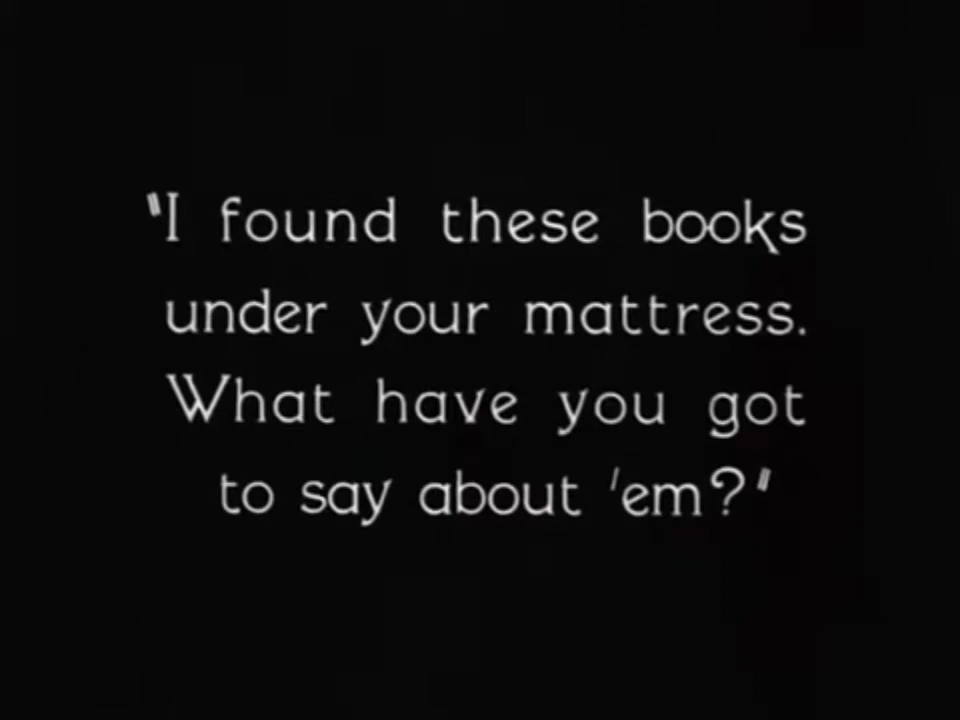 "I found these books
under your mattress.
What have you got
to say about 'em?"